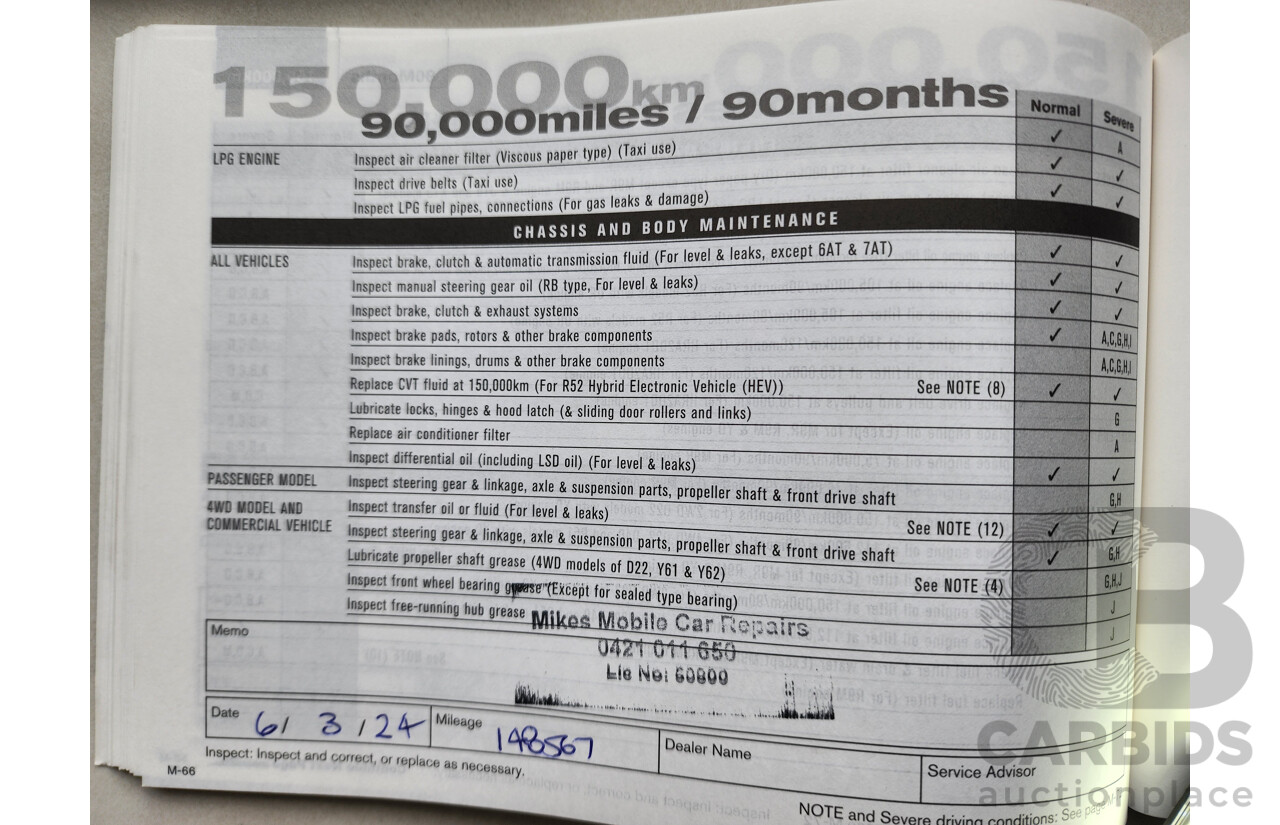 150,000km
90,000miles / 90months
Normal Severe
LPG ENGINE Inspect air cleaner filter (Viscous paper type) (Taxi use) ✓ A
Inspect drive belts (Taxi use) ✓ ✓
Inspect LPG fuel pipes, connections (For gas leaks & damage) ✓ ✓
CHASSIS AND BODY MAINTENANCE
ALL VEHICLES Inspect brake, clutch & automatic transmission fluid (For level & leaks, except 6AT & 7AT) ✓ ✓
Inspect manual steering gear oil (RB type, For level & leaks) ✓ ✓
Inspect brake, clutch & exhaust systems ✓ ✓
Inspect brake pads, rotors & other brake components ✓ A,C,G,H,I
Inspect brake linings, drums & other brake components A,C,G,H,I
Replace CVT fluid at 150,000km (For R52 Hybrid Electronic Vehicle (HEV)) See NOTE (8) ✓ ✓
Lubricate locks, hinges & hood latch (& sliding door rollers and links) G
Replace air conditioner filter A
Inspect differential oil (including LSD oil) (For level & leaks) ✓ ✓
PASSENGER MODEL Inspect steering gear & linkage, axle & suspension parts, propeller shaft & front drive shaft G,H
4WD MODEL AND COMMERCIAL VEHICLE Inspect transfer oil or fluid (For level & leaks) See NOTE (12) ✓ ✓
Inspect steering gear & linkage, axle & suspension parts, propeller shaft & front drive shaft ✓ G,H
Lubricate propeller shaft grease (4WD models of D22, Y61 & Y62) See NOTE (4) G,H,J
Inspect front wheel bearing grease (Except for sealed type bearing) J
Inspect free-running hub grease J
Memo
Mikes Mobile Car Repairs
0421 011 650
Lic No:
Date 6/ 3 /24 Mileage 148567 Dealer Name Service Advisor
Inspect: Inspect and correct, or replace as necessary.
M-66
NOTE and Severe driving conditions: See page
CARBIDS
auctionplace